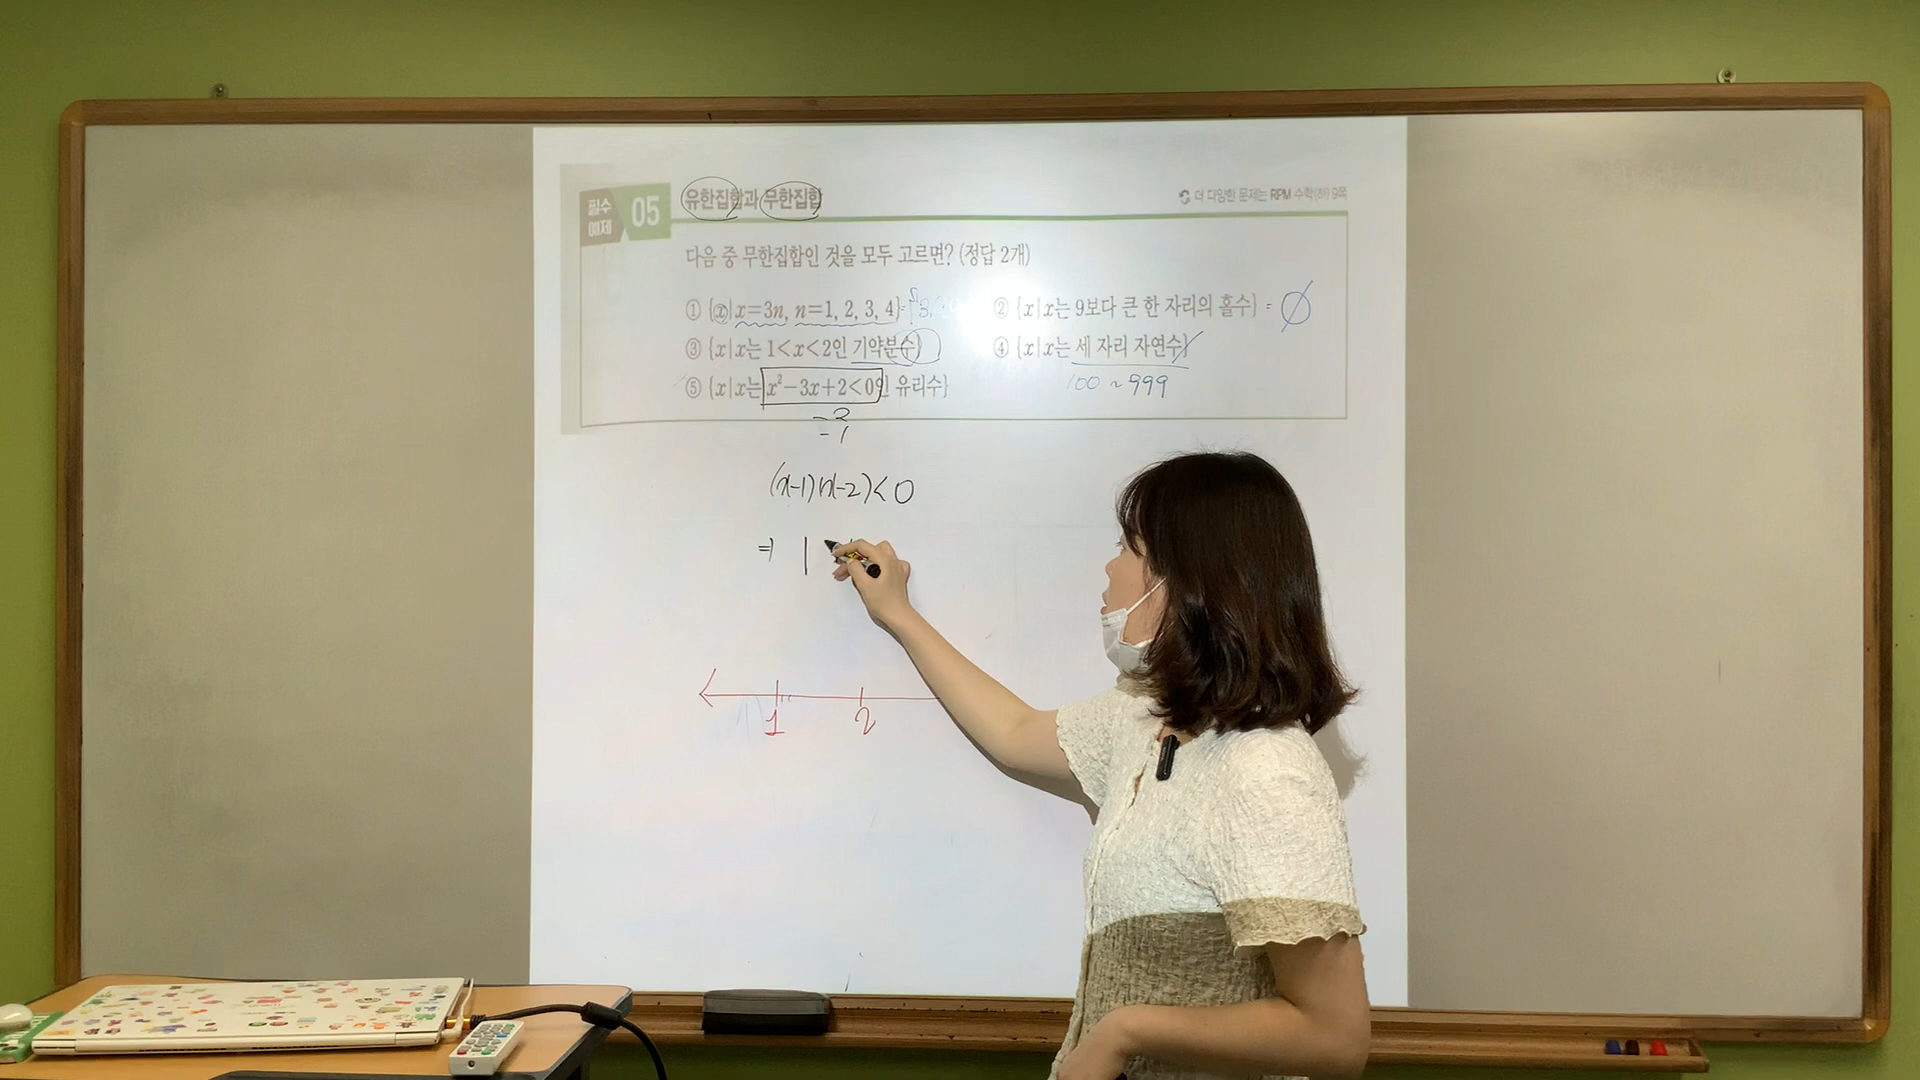 필수 예제 05 유한집합과 무한집합
더 다양한 문제는 RPM 수학(하) 9쪽
다음 중 무한집합인 것을 모두 고르면? (정답 2개)
① {x|x=3n, n=1, 2, 3, 4} = {3,
② {x|x는 9보다 큰 한 자리의 홀수} = ∅
③ {x|x는 1<x<2인 기약분수}
④ {x|x는 세 자리 자연수}
100 ~ 999
⑤ {x|x는 x²-3x+2<0인 유리수}
-2
-1
(x-1)(x-2)<0
⇒ 1
1 2